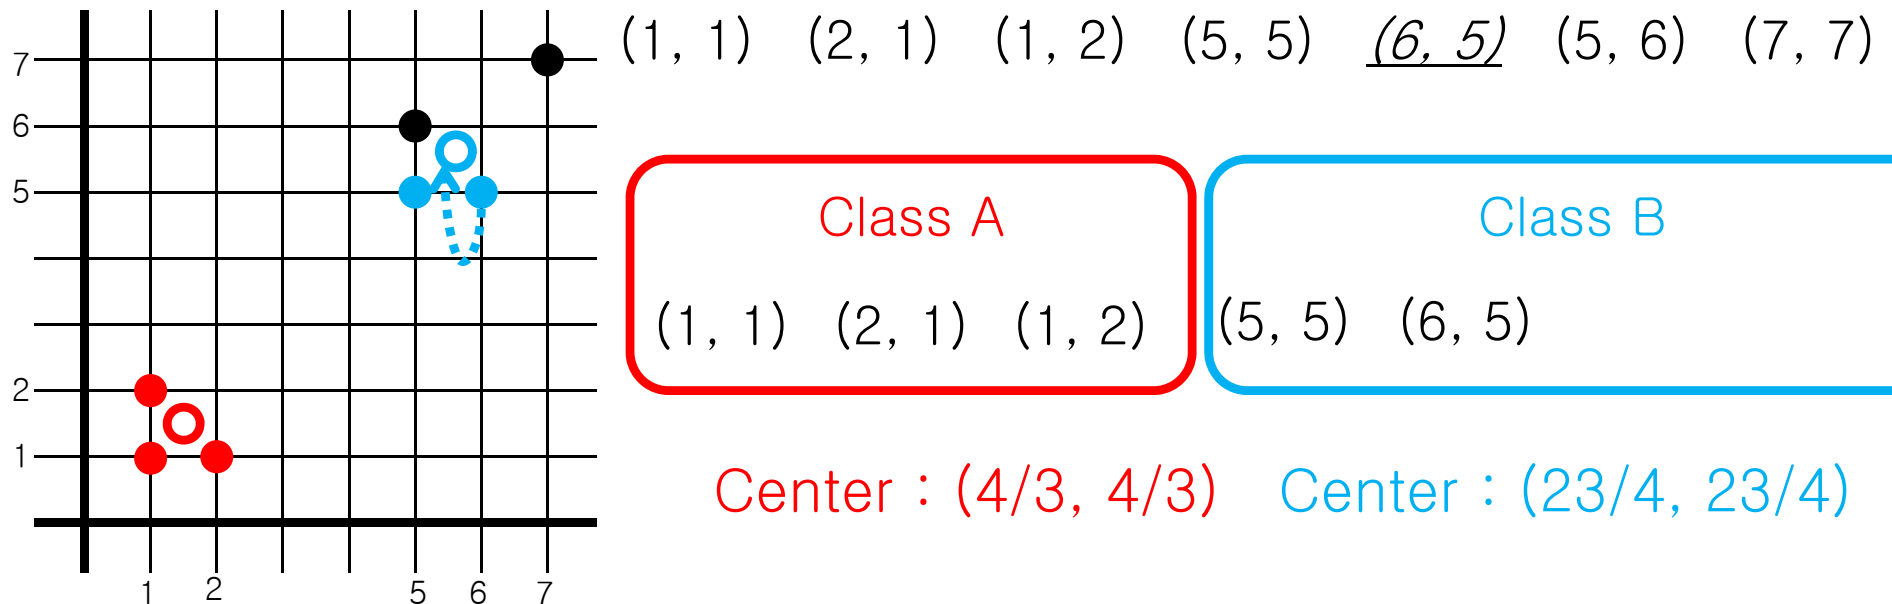 (1, 1) (2, 1) (1, 2) (5, 5) (6, 5) (5, 6) (7, 7)
7
6
5
2
1
1 2 5 6 7
Class A
(1, 1) (2, 1) (1, 2)
Class B
(5, 5) (6, 5)
Center : (4/3, 4/3)
Center : (23/4, 23/4)